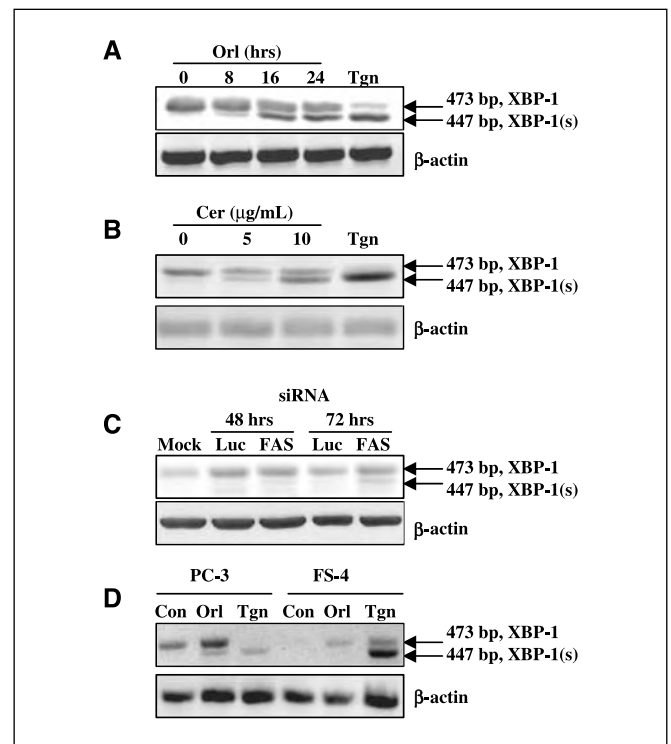 A
Orl (hrs)
0 8 16 24 Tgn
473 bp, XBP-1
447 bp, XBP-1(s)
β-actin
B
Cer (μg/mL)
0 5 10 Tgn
473 bp, XBP-1
447 bp, XBP-1(s)
β-actin
C
siRNA
48 hrs 72 hrs
Mock Luc FAS Luc FAS
473 bp, XBP-1
447 bp, XBP-1(s)
β-actin
D
PC-3 FS-4
Con Orl Tgn Con Orl Tgn
473 bp, XBP-1
447 bp, XBP-1(s)
β-actin